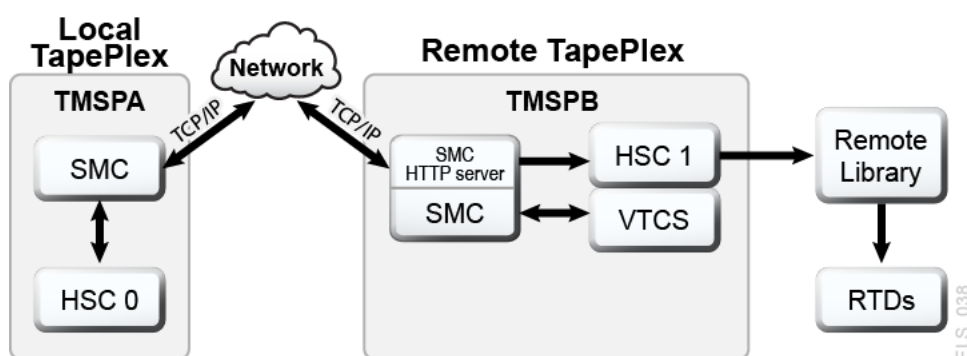 Local
TapePlex
TMSPA
SMC
HSC 0
TCP/IP
Network
TCP/IP
Remote TapePlex
TMSPB
SMC
HTTP server
SMC
HSC 1
VTCS
Remote
Library
RTDs
ELS_038